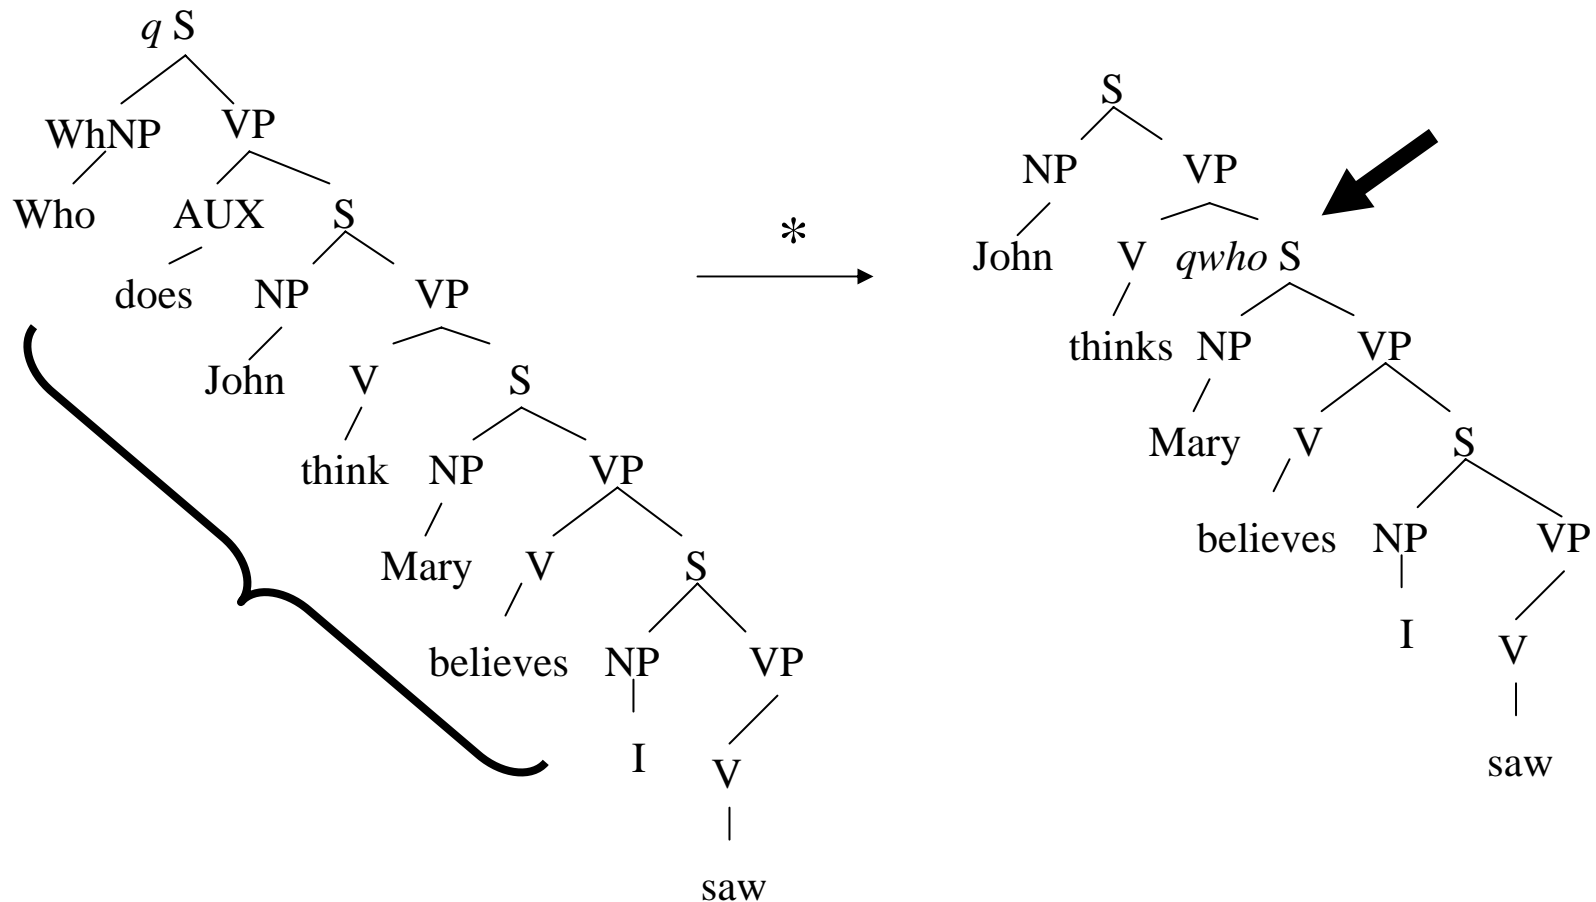 q S
WhNP VP
Who AUX S
does NP VP
John V S
think NP VP
Mary V S
believes NP VP
I V
saw
*
S
NP VP
John V qwho S
thinks NP VP
Mary V S
believes NP VP
I V
saw